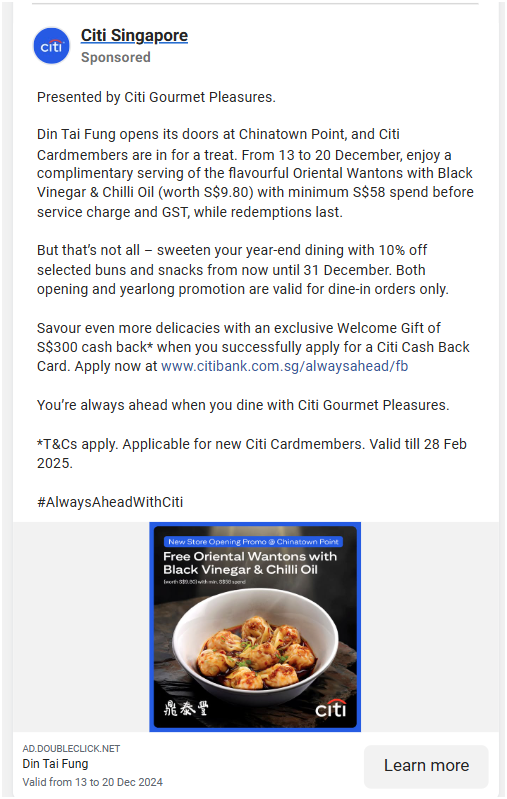 Citi Singapore
citi
Sponsored
Presented by Citi Gourmet Pleasures.
Din Tai Fung opens its doors at Chinatown Point, and Citi
Cardmembers are in for a treat. From 13 to 20 December, enjoy a
complimentary serving of the flavourful Oriental Wantons with Black
Vinegar & Chilli Oil (worth S$9.80) with minimum S$58 spend before
service charge and GST, while redemptions last.
But that’s not all – sweeten your year-end dining with 10% off
selected buns and snacks from now until 31 December. Both
opening and yearlong promotion are valid for dine-in orders only.
Savour even more delicacies with an exclusive Welcome Gift of
S$300 cash back* when you successfully apply for a Citi Cash Back
Card. Apply now at www.citibank.com.sg/alwaysahead/fb
You’re always ahead when you dine with Citi Gourmet Pleasures.
*T&Cs apply. Applicable for new Citi Cardmembers. Valid till 28 Feb
2025.
#AlwaysAheadWithCiti
New Store Opening Promo @ Chinatown Point
Free Oriental Wantons with
Black Vinegar & Chilli Oil
(worth S$9.80) with min. S$58 spend
鼎泰豐
citi
AD.DOUBLECLICK.NET
Din Tai Fung
Valid from 13 to 20 Dec 2024
Learn more